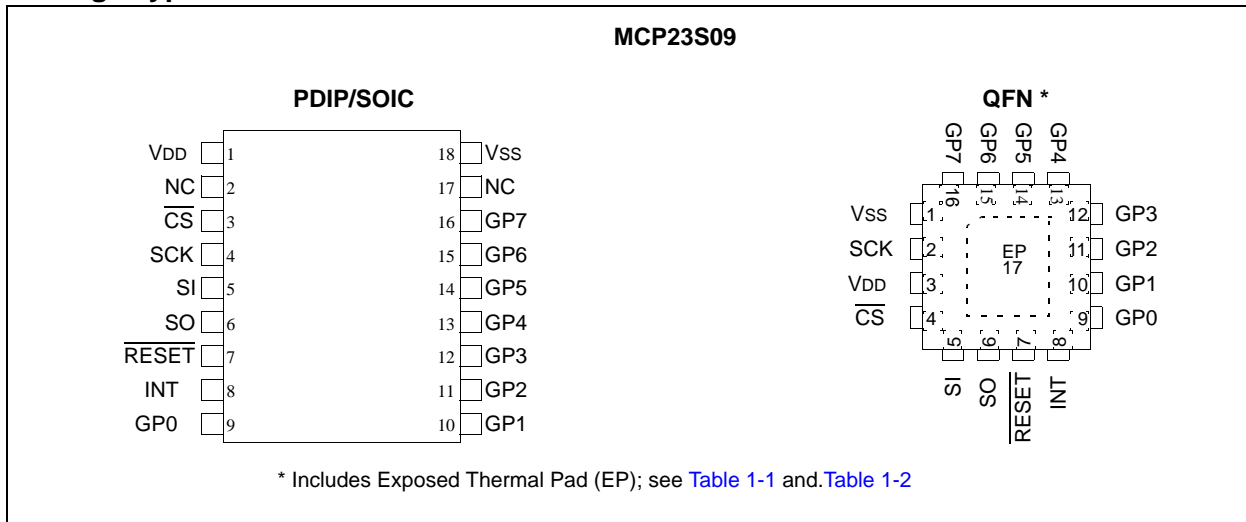 MCP23S09
PDIP/SOIC
VDD 1 18 VSS
NC 2 17 NC
CS 3 16 GP7
SCK 4 15 GP6
SI 5 14 GP5
SO 6 13 GP4
RESET 7 12 GP3
INT 8 11 GP2
GP0 9 10 GP1
QFN *
GP7 GP6 GP5 GP4
16 15 14 13
VSS 1 12 GP3
SCK 2 11 GP2
EP
17
VDD 3 10 GP1
CS 4 9 GP0
5 6 7 8
SI SO RESET INT
* Includes Exposed Thermal Pad (EP); see Table 1-1 and.Table 1-2